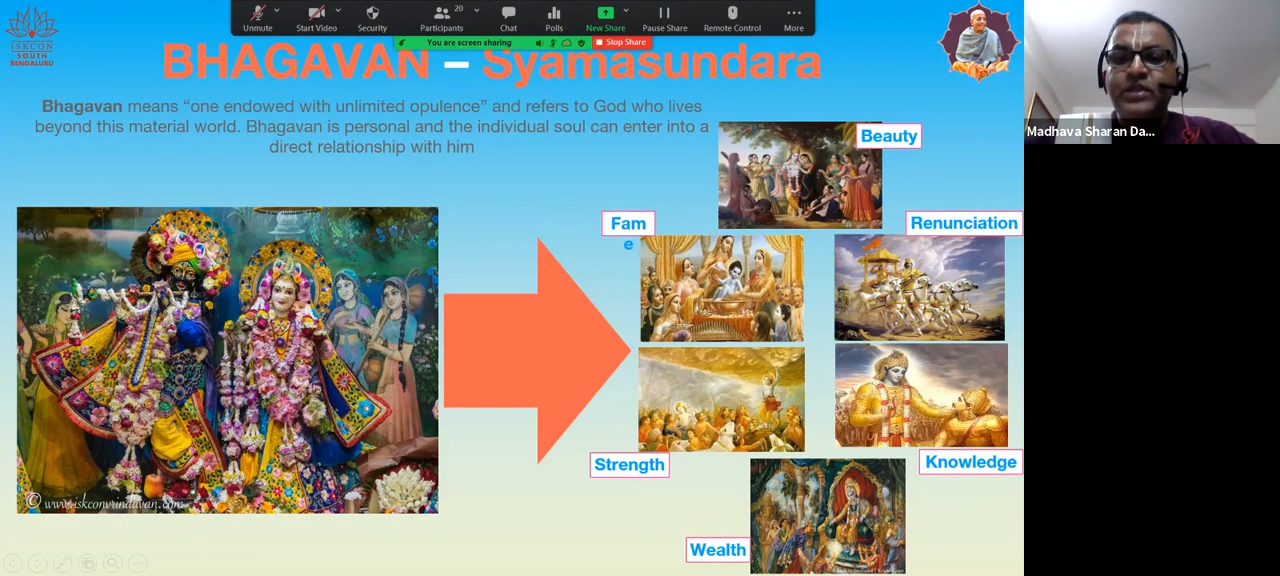 Unmute
Start Video
Security
Participants
20
Chat
Polls
New Share
Pause Share
Remote Control
More
You are screen sharing
Stop Share
ISKCON
SOUTH
BENGALURU
BHAGAVAN – Syamasundara
Bhagavan means “one endowed with unlimited opulence” and refers to God who lives
beyond this material world. Bhagavan is personal and the individual soul can enter into a
direct relationship with him
Madhava Sharan Da...
Beauty
Fam
e
Renunciation
Strength
Knowledge
Wealth
© www.iskconvrindavan.com